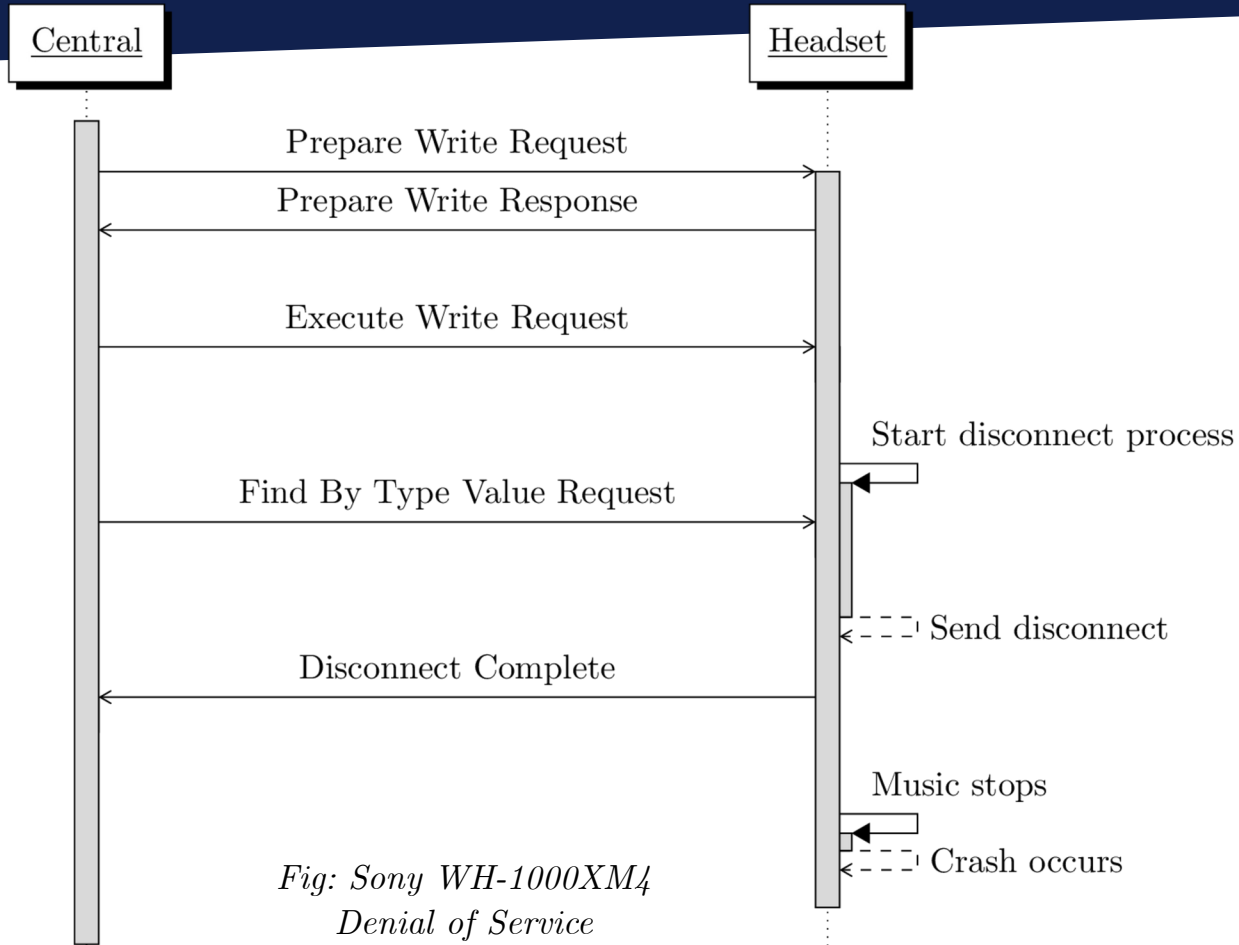 Central
Headset
Prepare Write Request
Prepare Write Response
Execute Write Request
Start disconnect process
Find By Type Value Request
Send disconnect
Disconnect Complete
Music stops
Crash occurs
Fig: Sony WH-1000XM4
Denial of Service